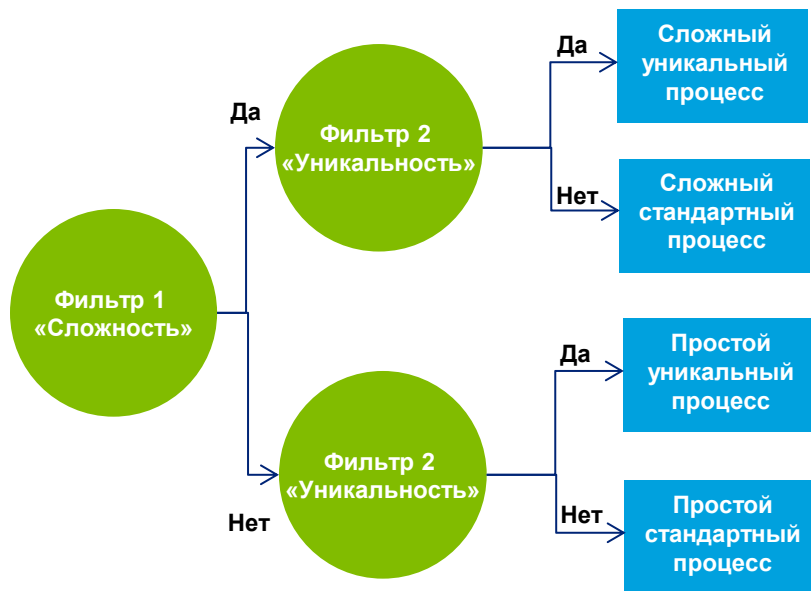 Фильтр 1
«Сложность»
Да
Фильтр 2
«Уникальность»
Да
Сложный
уникальный
процесс
Нет
Сложный
стандартный
процесс
Нет
Фильтр 2
«Уникальность»
Да
Простой
уникальный
процесс
Нет
Простой
стандартный
процесс